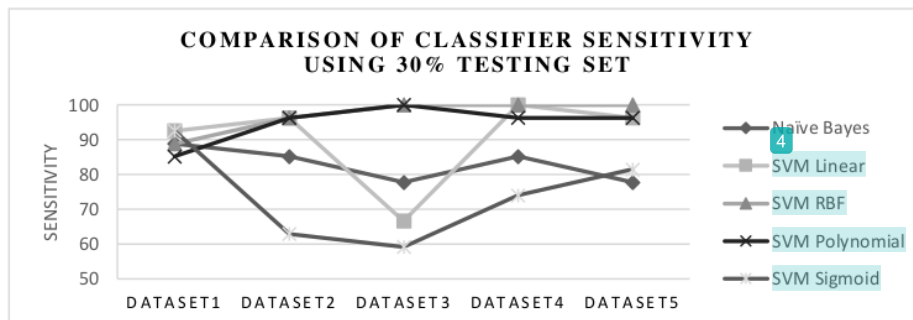 COMPARISON OF CLASSIFIER SENSITIVITY
USING 30% TESTING SET
SENSITIVITY
100
90
80
70
60
50
DATASET1 DATASET2 DATASET3 DATASET4 DATASET5
Naïve Bayes
4
SVM Linear
SVM RBF
SVM Polynomial
SVM Sigmoid